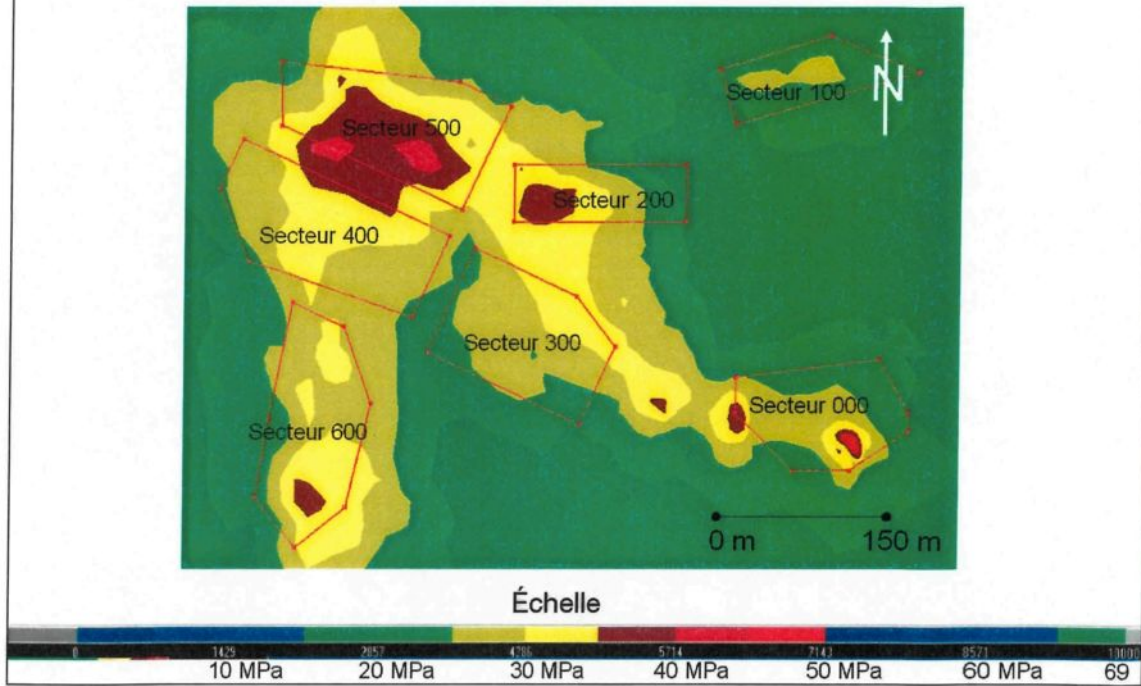 Secteur 100
N
Secteur 500
Secteur 200
Secteur 400
Secteur 300
Secteur 000
Secteur 600
0 m 150 m
Échelle
0 1429 2857 4286 5714 7143 8571 10000
10 MPa 20 MPa 30 MPa 40 MPa 50 MPa 60 MPa 69